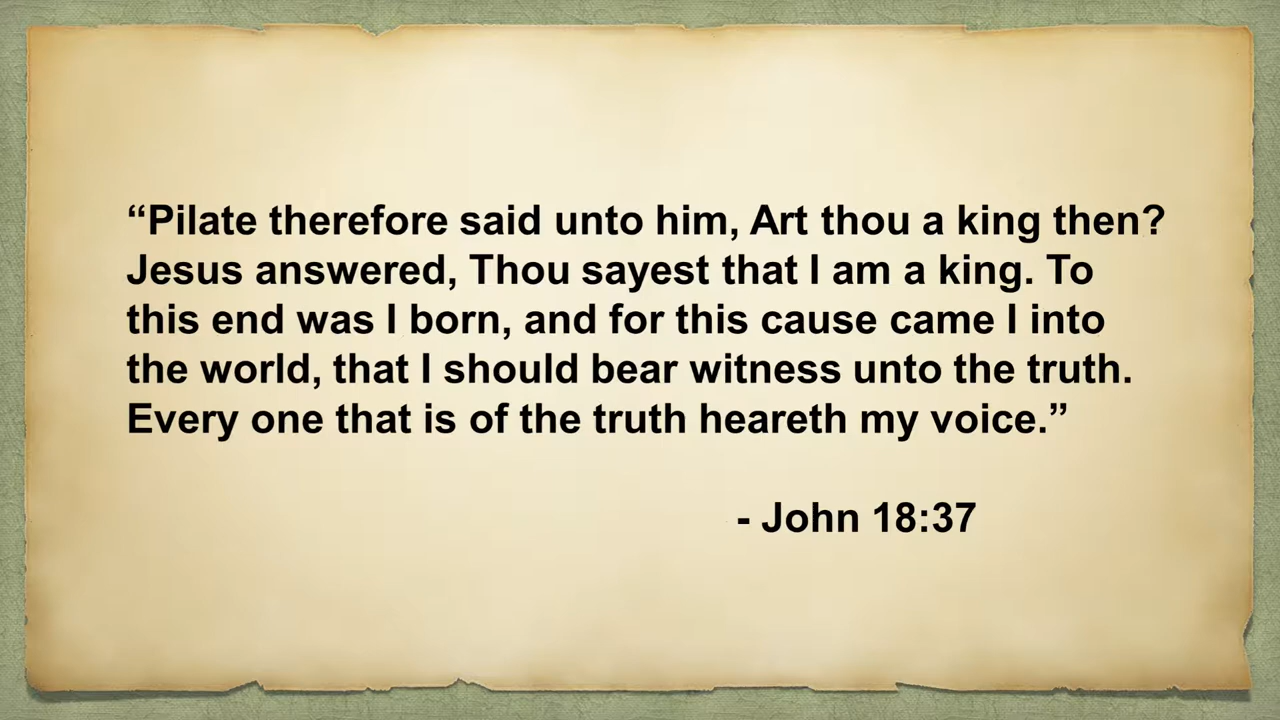 “Pilate therefore said unto him, Art thou a king then?
Jesus answered, Thou sayest that I am a king. To
this end was I born, and for this cause came I into
the world, that I should bear witness unto the truth.
Every one that is of the truth heareth my voice.”
- John 18:37